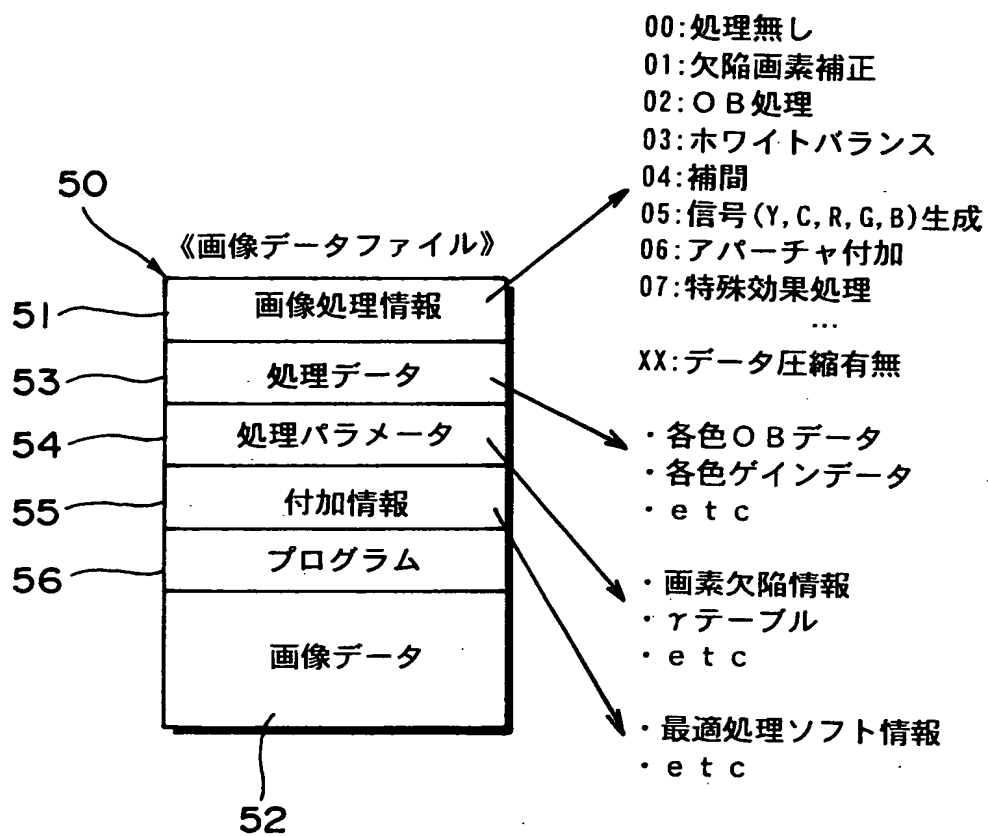 00:処理無し
01:欠陥画素補正
02:OB処理
03:ホワイトバランス
04:補間
05:信号(Y,C,R,G,B)生成
06:アパーチャ付加
07:特殊効果処理
…
XX:データ圧縮有無
50
《画像データファイル》
51
画像処理情報
53
処理データ
54
処理パラメータ
55
付加情報
56
プログラム
画像データ
52
・各色OBデータ
・各色ゲインデータ
・etc
・画素欠陥情報
・γテーブル
・etc
・最適処理ソフト情報
・etc